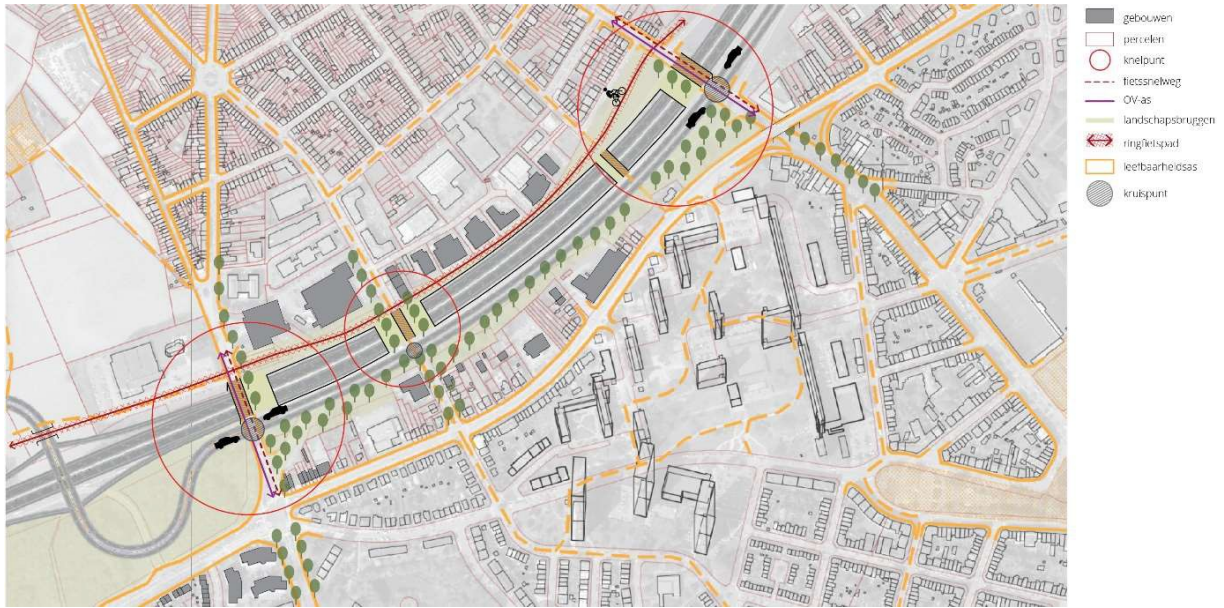 gebouwen
percelen
knelpunt
fietssnelweg
OV-as
landschapsbruggen
ringfietspad
leefbaarheidsas
kruispunt